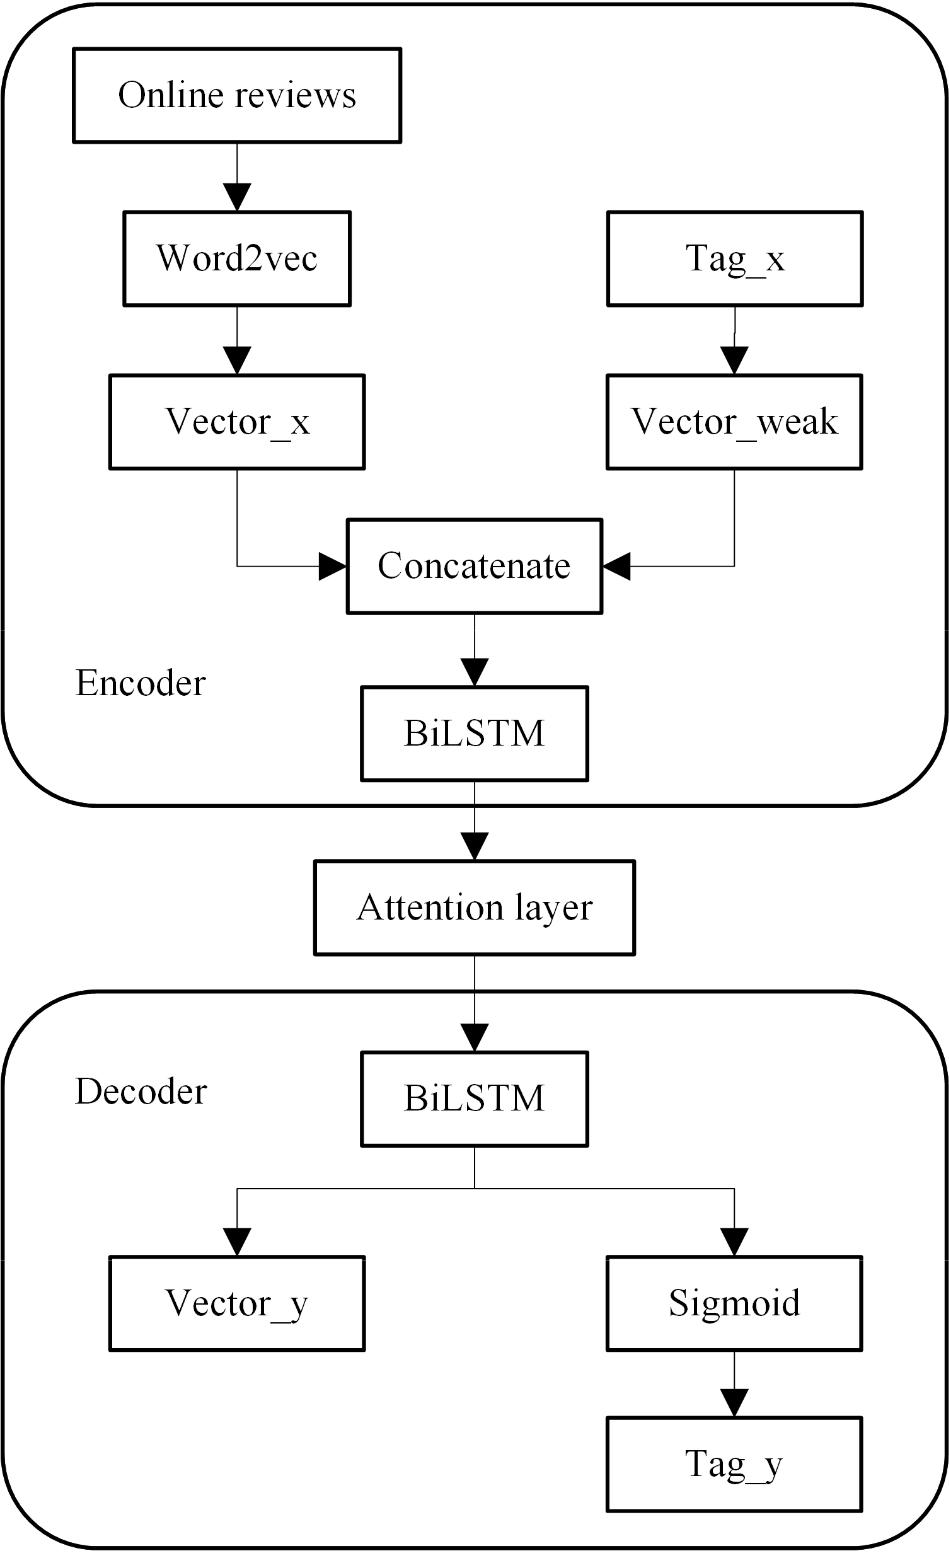 Online reviews
Word2vec
Tag_x
Vector_x
Vector_weak
Concatenate
Encoder
BiLSTM
Attention layer
Decoder
BiLSTM
Vector_y
Sigmoid
Tag_y